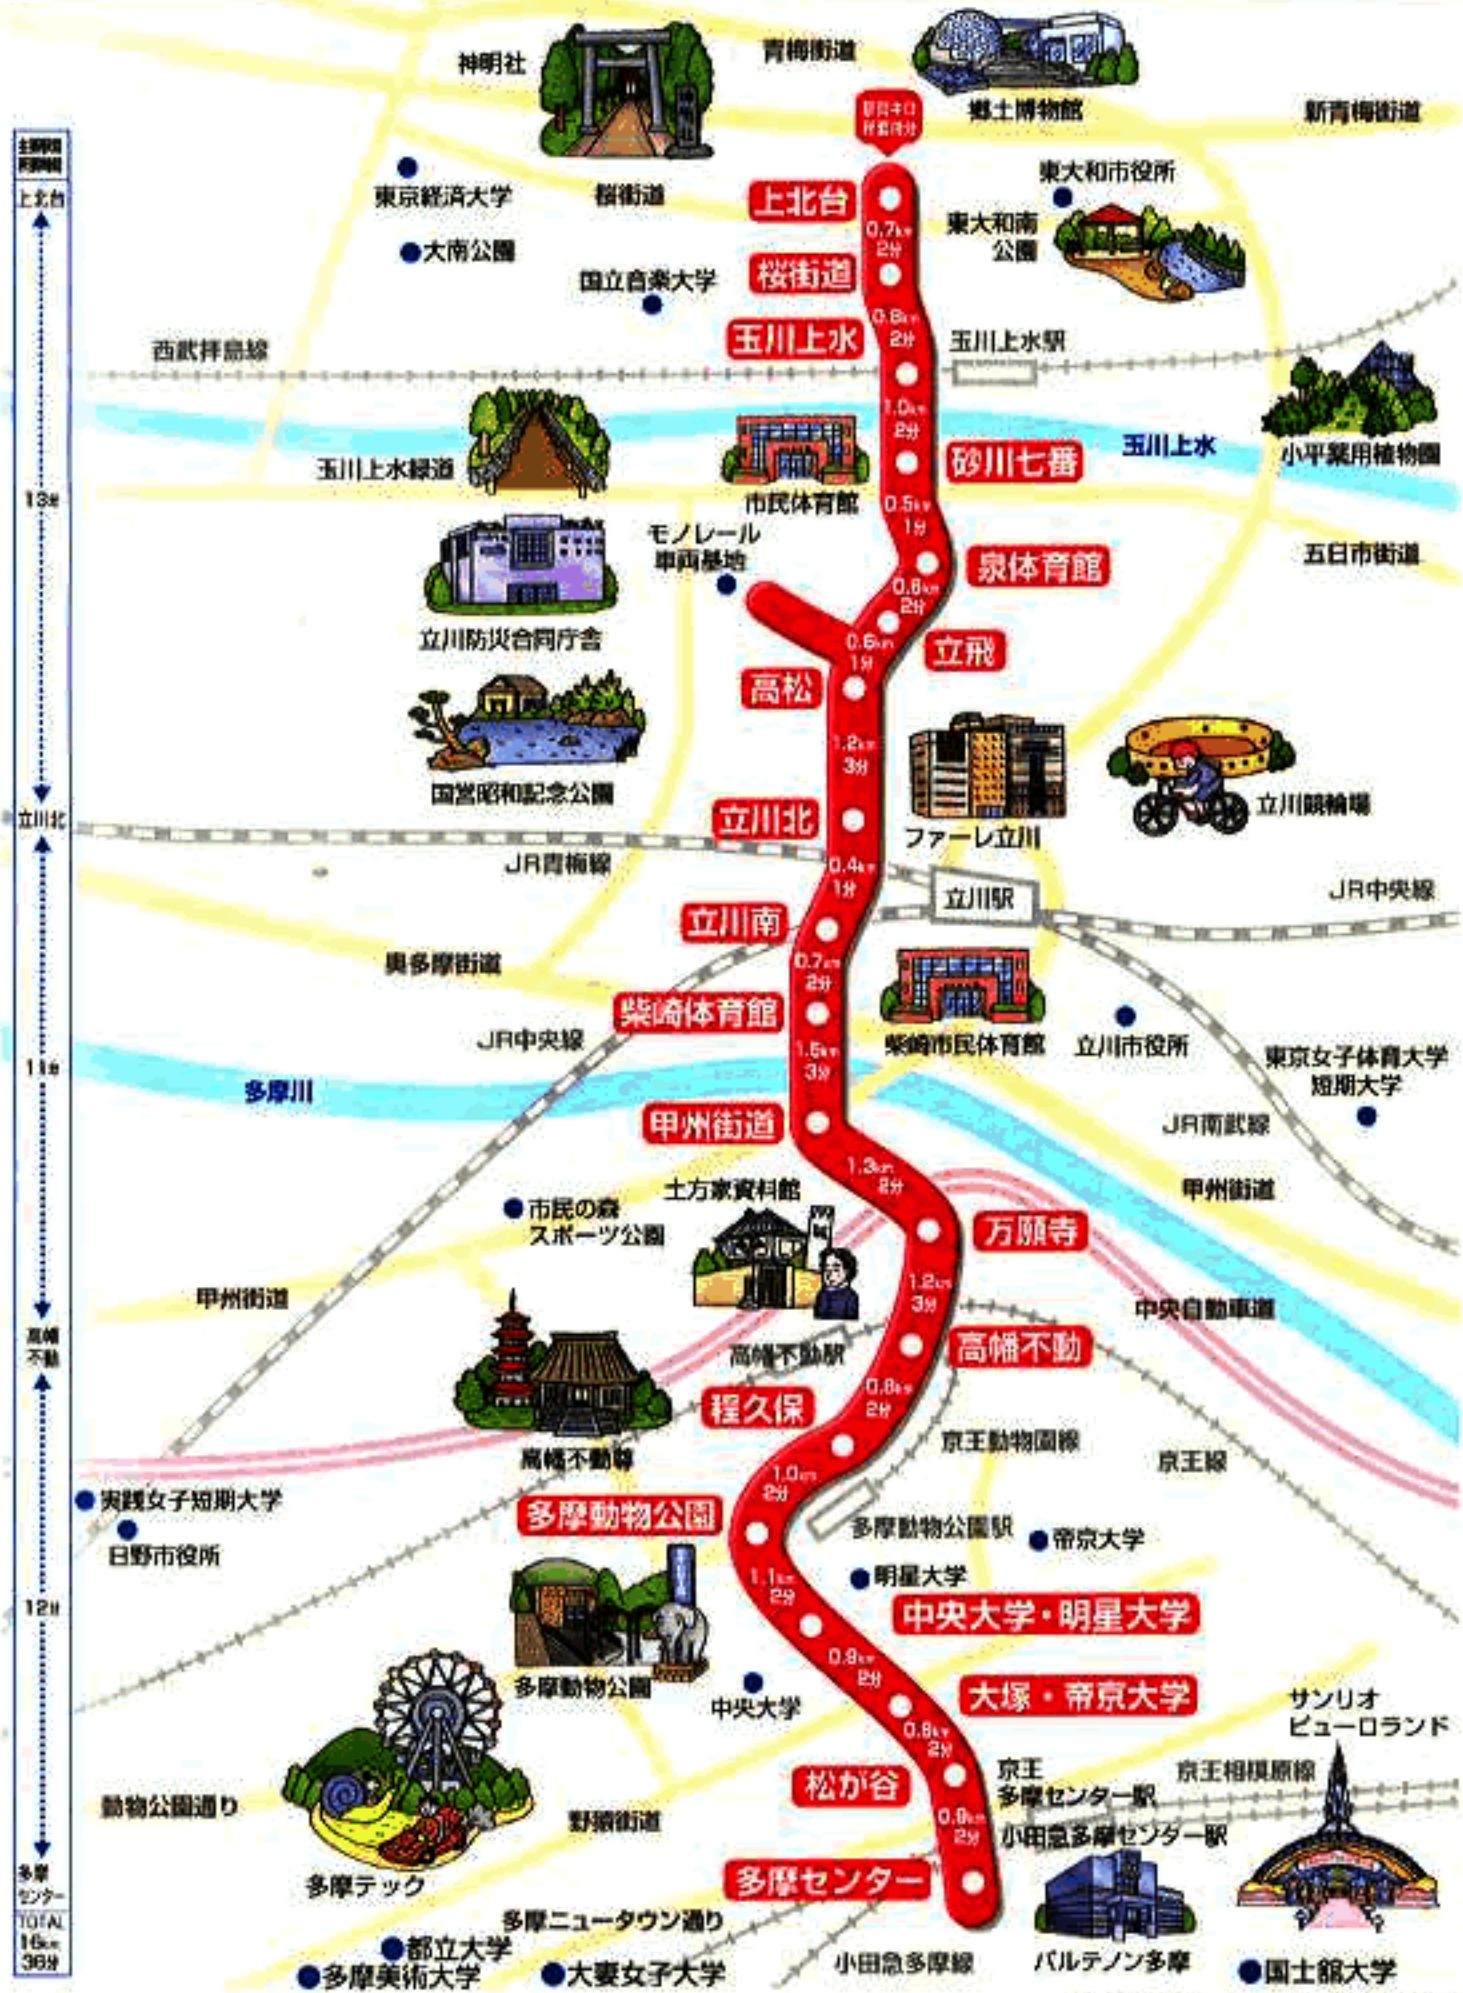 神明社
青梅街道
郷土博物館
新青梅街道
駅間キロ
所要時分
主要駅間
所要時間
上北台
東京経済大学
桜街道
上北台
東大和市役所
0.7km
2分
東大和南
公園
大南公園
国立音楽大学
桜街道
0.8km
2分
玉川上水
玉川上水駅
西武拝島線
1.0km
2分
玉川上水
小平薬用植物園
玉川上水緑道
市民体育館
砂川七番
13分
0.5km
1分
モノレール
車両基地
泉体育館
五日市街道
2分
立川防災合同庁舎
0.6km
1分
立飛
高松
1.2km
3分
国営昭和記念公園
立川北
立川北
ファーレ立川
立川競輪場
JR青梅線
0.4km
1分
立川駅
JR中央線
立川南
奥多摩街道
0.7km
2分
柴崎体育館
JR中央線
柴崎市民体育館
立川市役所
11分
3分
東京女子体育大学
短期大学
多摩川
甲州街道
JR南武線
1.3km
2分
市民の森
スポーツ公園
土方家資料館
甲州街道
万願寺
甲州街道
1.2km
3分
中央自動車道
高幡
不動
高幡不動駅
高幡不動
0.8km
2分
程久保
高幡不動尊
京王動物園線
京王線
1.0km
2分
実践女子短期大学
多摩動物公園
多摩動物公園駅
帝京大学
日野市役所
1.1km
2分
明星大学
中央大学・明星大学
12分
0.9km
2分
多摩動物公園
中央大学
大塚・帝京大学
2分
サンリオ
ピューロランド
松が谷
京王
多摩センター駅
京王相模原線
動物公園通り
野猿街道
0.9km
2分
小田急多摩センター駅
多摩
センター
多摩テック
多摩センター
TOTAL
16km
36分
多摩ニュータウン通り
都立大学
多摩美術大学
大妻女子大学
小田急多摩線
パルテノン多摩
国士舘大学